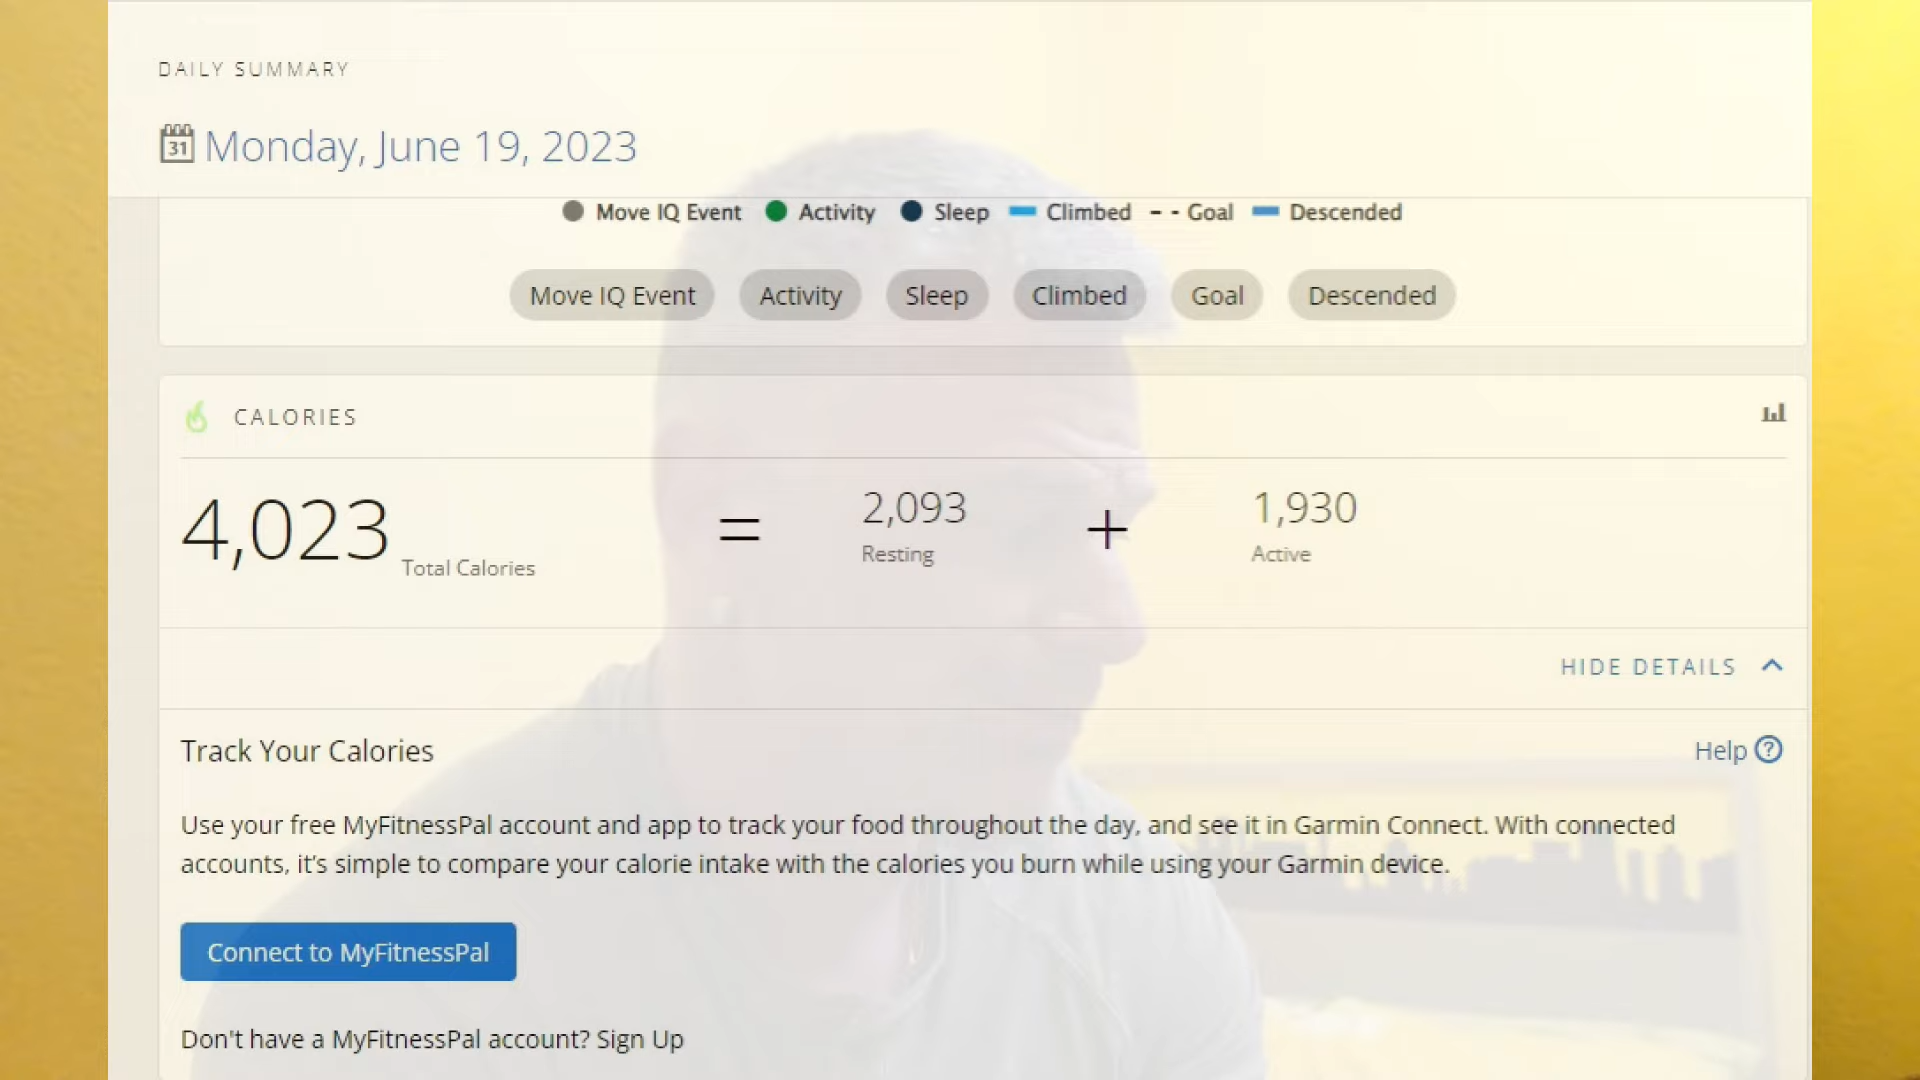 DAILY SUMMARY
31
Monday, June 19, 2023
Move IQ Event Activity Sleep Climbed Goal Descended
Move IQ Event Activity Sleep Climbed Goal Descended
CALORIES
4,023 Total Calories = 2,093 Resting + 1,930 Active
HIDE DETAILS
Track Your Calories
Help ?
Use your free MyFitnessPal account and app to track your food throughout the day, and see it in Garmin Connect. With connected
accounts, it's simple to compare your calorie intake with the calories you burn while using your Garmin device.
Connect to MyFitnessPal
Don't have a MyFitnessPal account? Sign Up